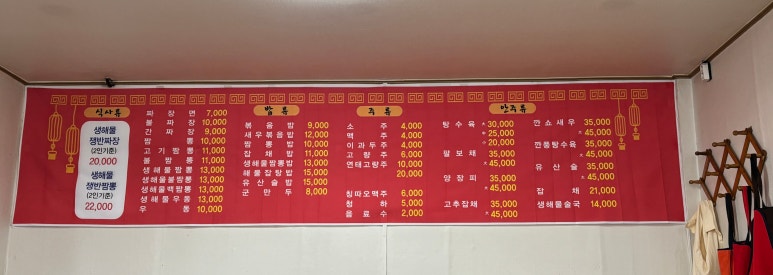 식사류
생해물
쟁반짜장
(2인기준)
20,000
생해물
쟁반짬뽕
(2인기준)
22,000
짜장면 7,000
불짜장 10,000
간짜장 9,000
짬뽕 10,000
고기짬뽕 11,000
불짬뽕 11,000
생해물짬뽕 13,000
생해물불짬뽕 13,000
생해물백짬뽕 13,000
생해물우동 13,000
우동 10,000
밥류
볶음밥 9,000
새우볶음밥 12,000
짬뽕밥 10,000
잡채밥 11,000
생해물짬뽕밥 13,000
해물잡탕밥 15,000
유산슬밥 15,000
군만두 8,000
주류
소주 4,000
맥주 4,000
이과두주 4,000
고량주 6,000
연태고량주 10,000
20,000
칭따오맥주 6,000
청하 5,000
음료수 2,000
안주류
탕수육 30,000
25,000
20,000
팔보채 35,000
45,000
양장피 35,000
45,000
고추잡채 35,000
45,000
깐쇼새우 35,000
45,000
깐풍탕수육 35,000
45,000
유산슬 35,000
45,000
잡채 21,000
생해물술국 14,000